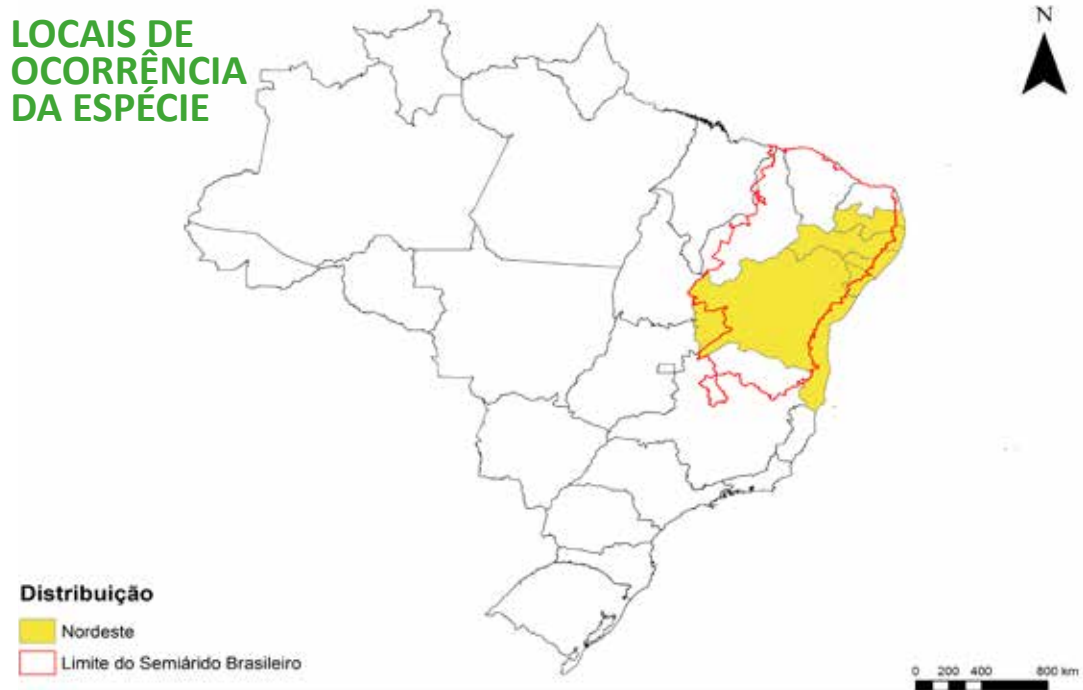 LOCAIS DE
OCORRÊNCIA
DA ESPÉCIE
N
Distribuição
Nordeste
Limite do Semiárido Brasileiro
0 200 400 800 km